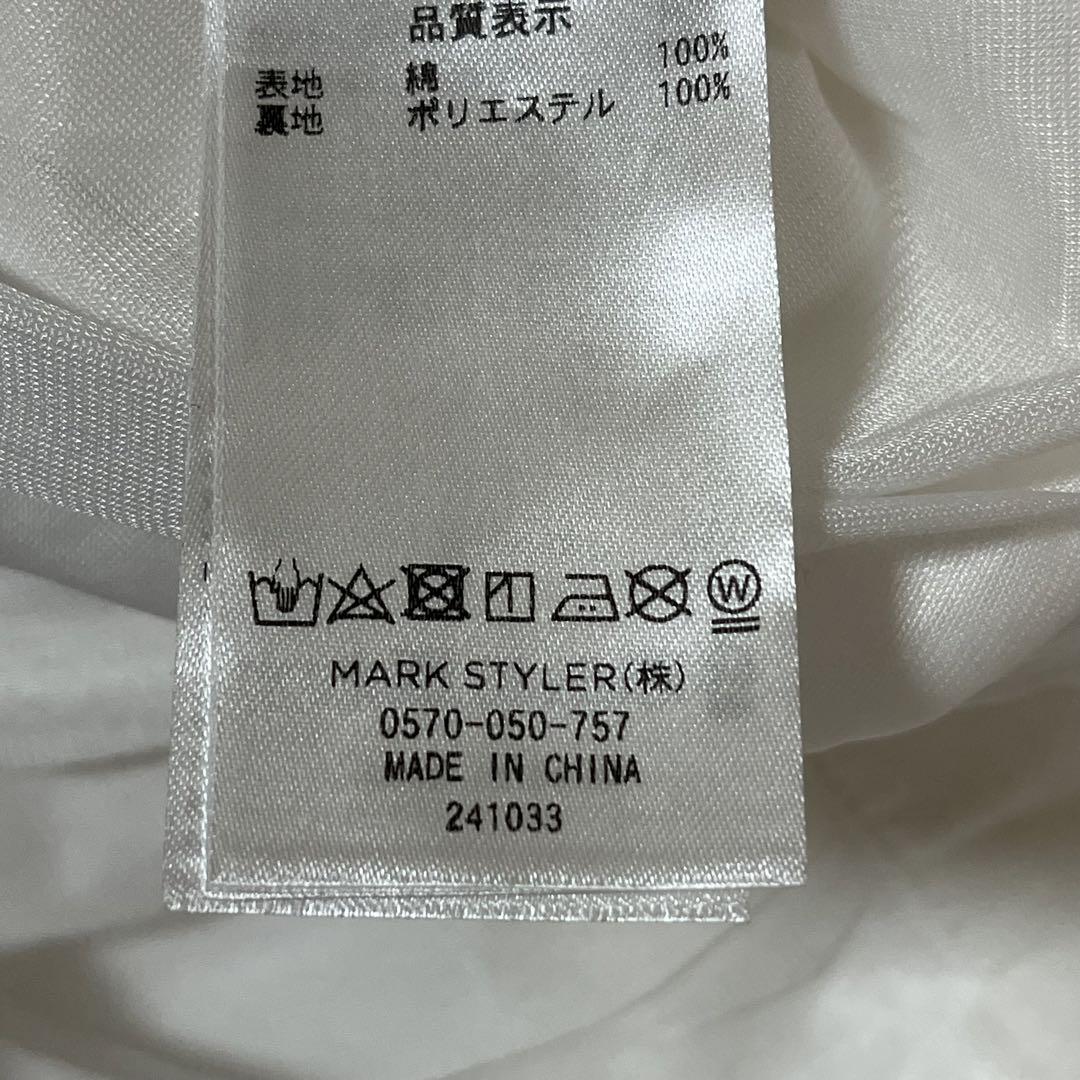 品質表示
表地 綿 100%
裏地 ポリエステル 100%
W
MARK STYLER(株)
0570-050-757
MADE IN CHINA
241033